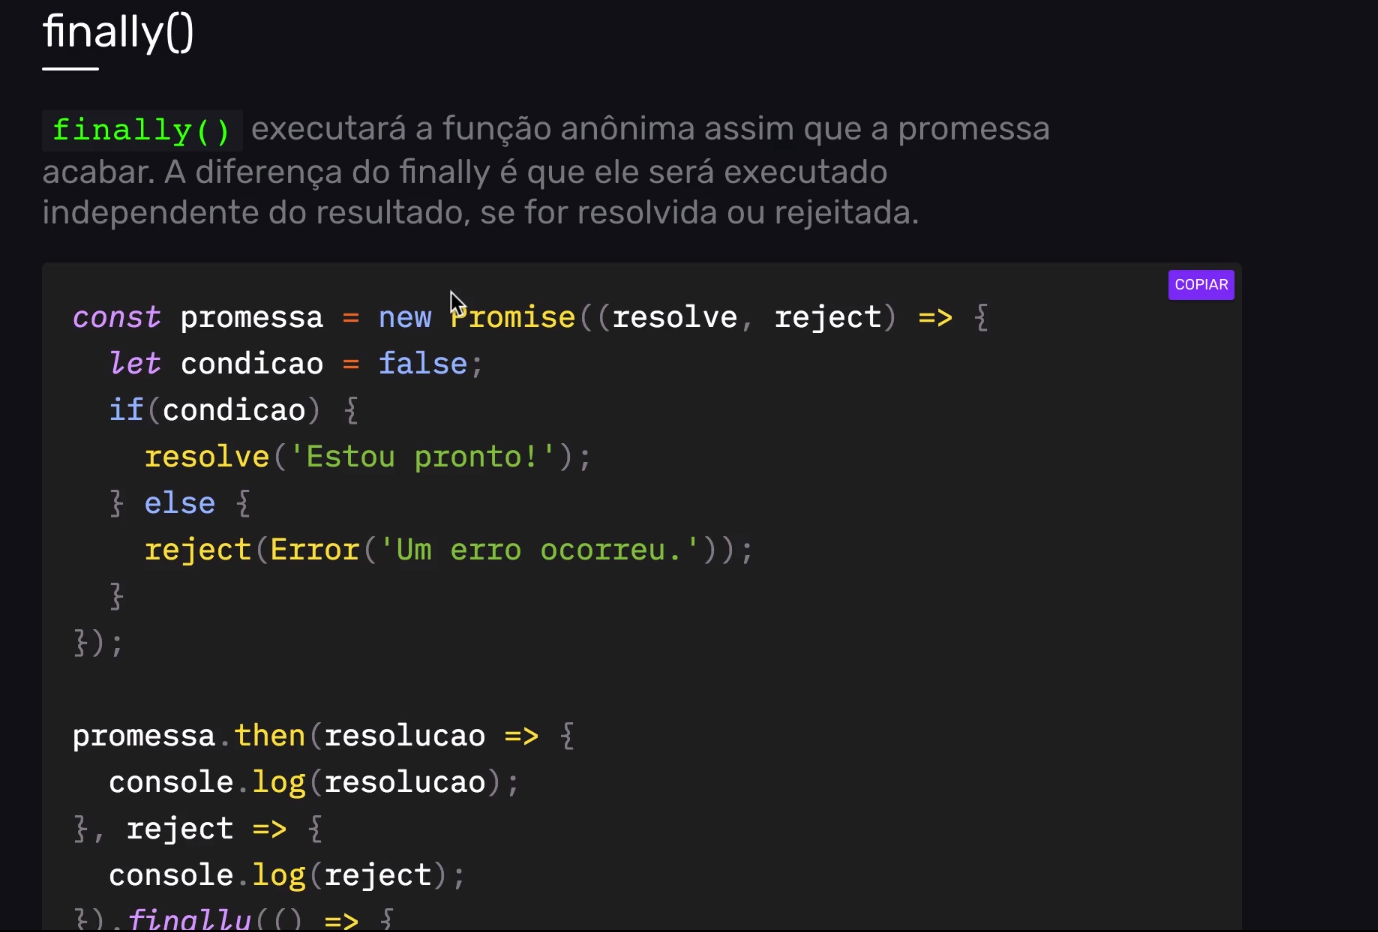 finally()
finally() executará a função anônima assim que a promessa
acabar. A diferença do finally é que ele será executado
independente do resultado, se for resolvida ou rejeitada.
COPIAR
const promessa = new Promise((resolve, reject) => {
  let condicao = false;
  if(condicao) {
    resolve('Estou pronto!');
  } else {
    reject(Error('Um erro ocorreu.'));
  }
});
promessa.then(resolucao => {
  console.log(resolucao);
}, reject => {
  console.log(reject);
}).finally(() => {